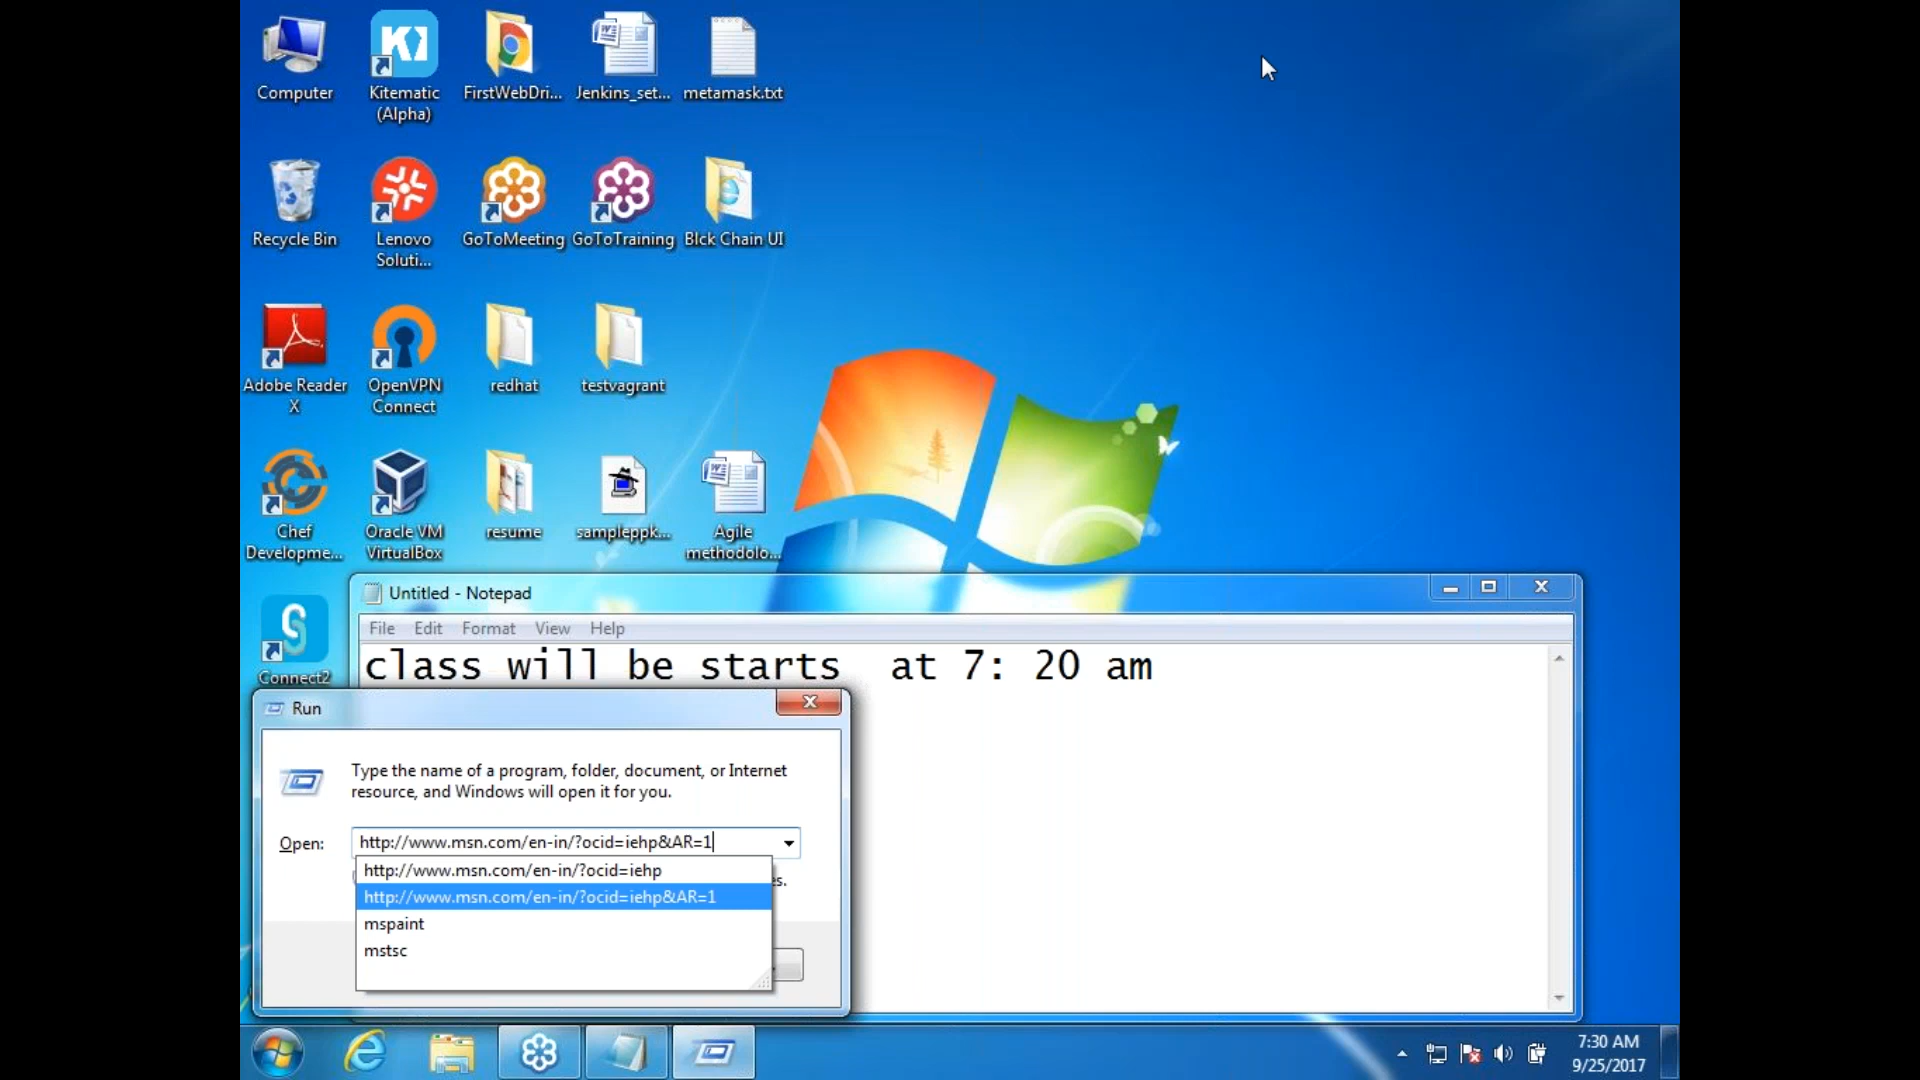 Computer
Kitematic
(Alpha)
FirstWebDri...
Jenkins_set...
metamask.txt
Recycle Bin
Lenovo
Soluti...
GoToMeeting
GoToTraining
Blck Chain UI
Adobe Reader
X
OpenVPN
Connect
redhat
testvagrant
Chef
Developme...
Oracle VM
VirtualBox
resume
sampleppk...
Agile
methodolo...
Connect2
Untitled - Notepad
File Edit Format View Help
class will be starts  at 7: 20 am
Run
Type the name of a program, folder, document, or Internet
resource, and Windows will open it for you.
Open: http://www.msn.com/en-in/?ocid=iehp&AR=1
http://www.msn.com/en-in/?ocid=iehp
es.
http://www.msn.com/en-in/?ocid=iehp&AR=1
mspaint
mstsc
7:30 AM
9/25/2017